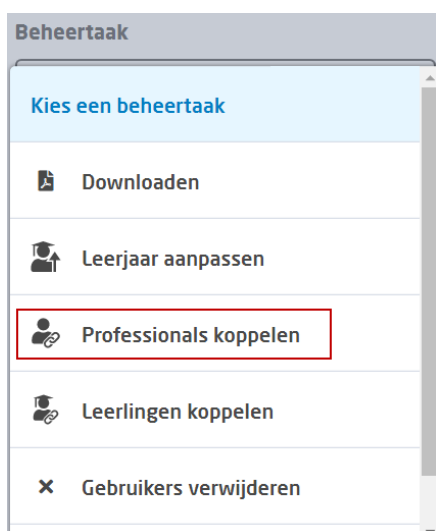 Beheertaak
Kies een beheertaak
Downloaden
Leerjaar aanpassen
Professionals koppelen
Leerlingen koppelen
Gebruikers verwijderen